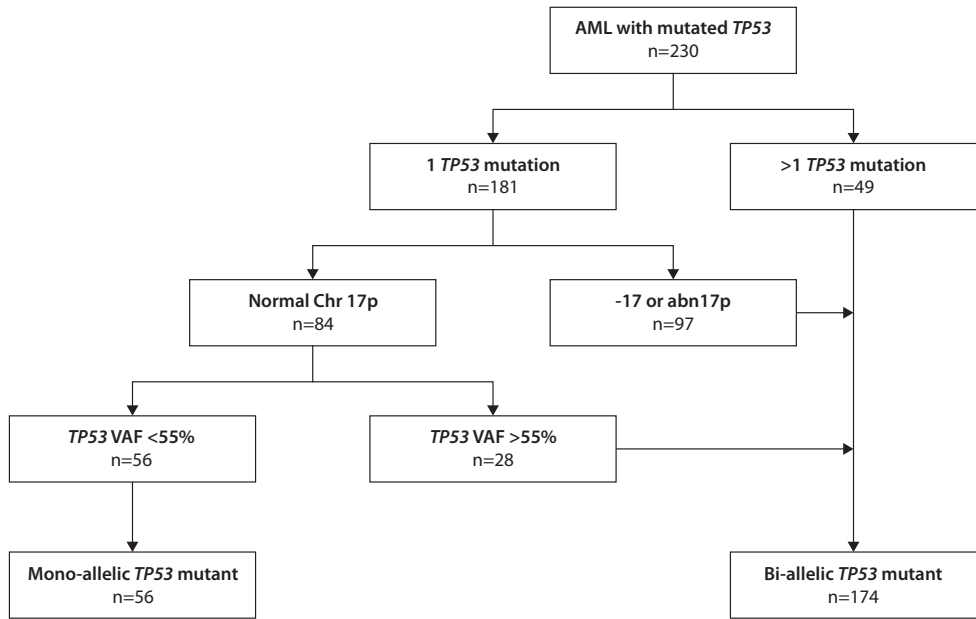 AML with mutated TP53
n=230
1 TP53 mutation
n=181
>1 TP53 mutation
n=49
Normal Chr 17p
n=84
-17 or abn17p
n=97
TP53 VAF <55%
n=56
TP53 VAF >55%
n=28
Mono-allelic TP53 mutant
n=56
Bi-allelic TP53 mutant
n=174